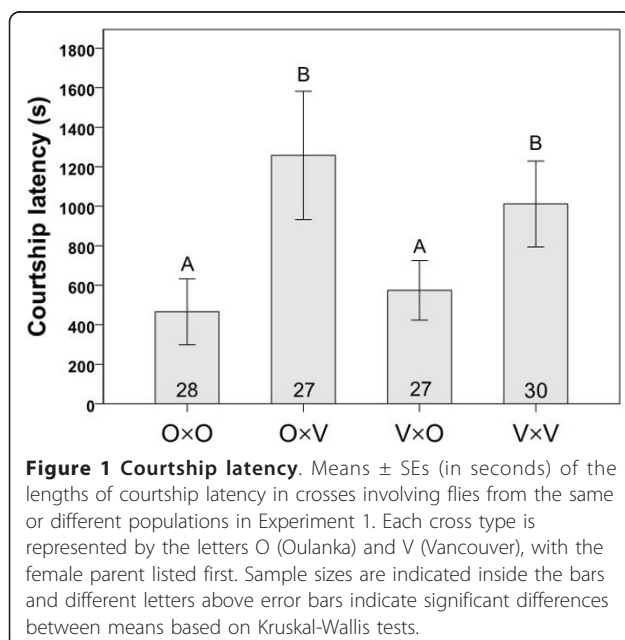 1800
1600
1400
1200
1000
800
600
400
200
0
Courtship latency (s)
A
B
A
B
28
27
27
30
O×O
O×V
V×O
V×V
Figure 1 Courtship latency. Means ± SEs (in seconds) of the
lengths of courtship latency in crosses involving flies from the same
or different populations in Experiment 1. Each cross type is
represented by the letters O (Oulanka) and V (Vancouver), with the
female parent listed first. Sample sizes are indicated inside the bars
and different letters above error bars indicate significant differences
between means based on Kruskal-Wallis tests.